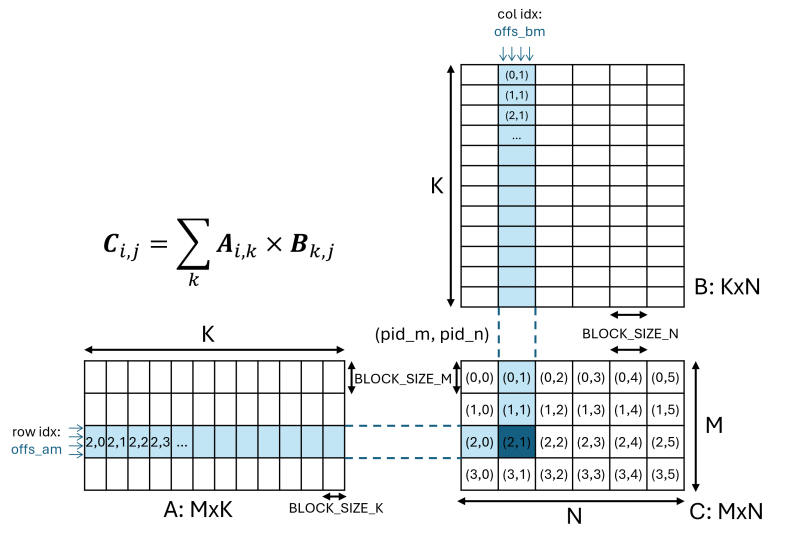 col idx:
offs_bm
(0,1)
(1,1)
(2,1)
...
K
B: KxN
C_{i,j} = ∑_k A_{i,k} × B_{k,j}
K
(pid_m, pid_n)
BLOCK_SIZE_N
BLOCK_SIZE_M
(0,0) (0,1) (0,2) (0,3) (0,4) (0,5)
(1,0) (1,1) (1,2) (1,3) (1,4) (1,5)
M
row idx:
offs_am
2,0 2,1 2,2 2,3 ...
(2,0) (2,1) (2,2) (2,3) (2,4) (2,5)
(3,0) (3,1) (3,2) (3,3) (3,4) (3,5)
A: MxK
BLOCK_SIZE_K
N
C: MxN